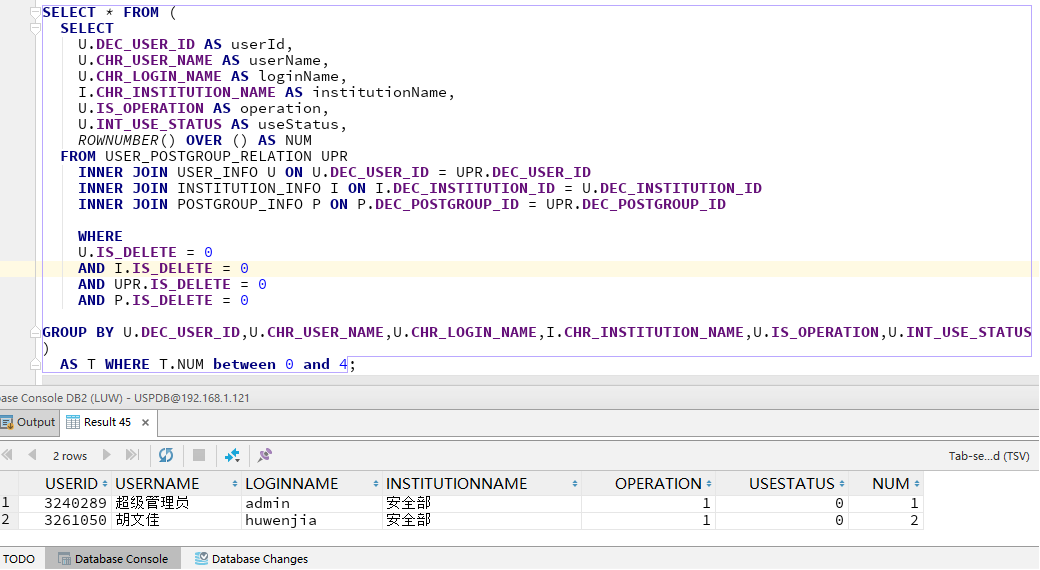 SELECT * FROM (
SELECT
U.DEC_USER_ID AS userId,
U.CHR_USER_NAME AS userName,
U.CHR_LOGIN_NAME AS loginName,
I.CHR_INSTITUTION_NAME AS institutionName,
U.IS_OPERATION AS operation,
U.INT_USE_STATUS AS useStatus,
ROWNUMBER() OVER () AS NUM
FROM USER_POSTGROUP_RELATION UPR
INNER JOIN USER_INFO U ON U.DEC_USER_ID = UPR.DEC_USER_ID
INNER JOIN INSTITUTION_INFO I ON I.DEC_INSTITUTION_ID = U.DEC_INSTITUTION_ID
INNER JOIN POSTGROUP_INFO P ON P.DEC_POSTGROUP_ID = UPR.DEC_POSTGROUP_ID
WHERE
U.IS_DELETE = 0
AND I.IS_DELETE = 0
AND UPR.IS_DELETE = 0
AND P.IS_DELETE = 0
GROUP BY U.DEC_USER_ID,U.CHR_USER_NAME,U.CHR_LOGIN_NAME,I.CHR_INSTITUTION_NAME,U.IS_OPERATION,U.INT_USE_STATUS
)
AS T WHERE T.NUM between 0 and 4;
ase Console DB2 (LUW) - USPDB@192.168.1.121
Output Result 45
2 rows Tab-se...d (TSV)
USERID USERNAME LOGINNAME INSTITUTIONNAME OPERATION USESTATUS NUM
1 3240289 超级管理员 admin 安全部 1 0 1
2 3261050 胡文佳 huwenjia 安全部 1 0 2
TODO Database Console Database Changes